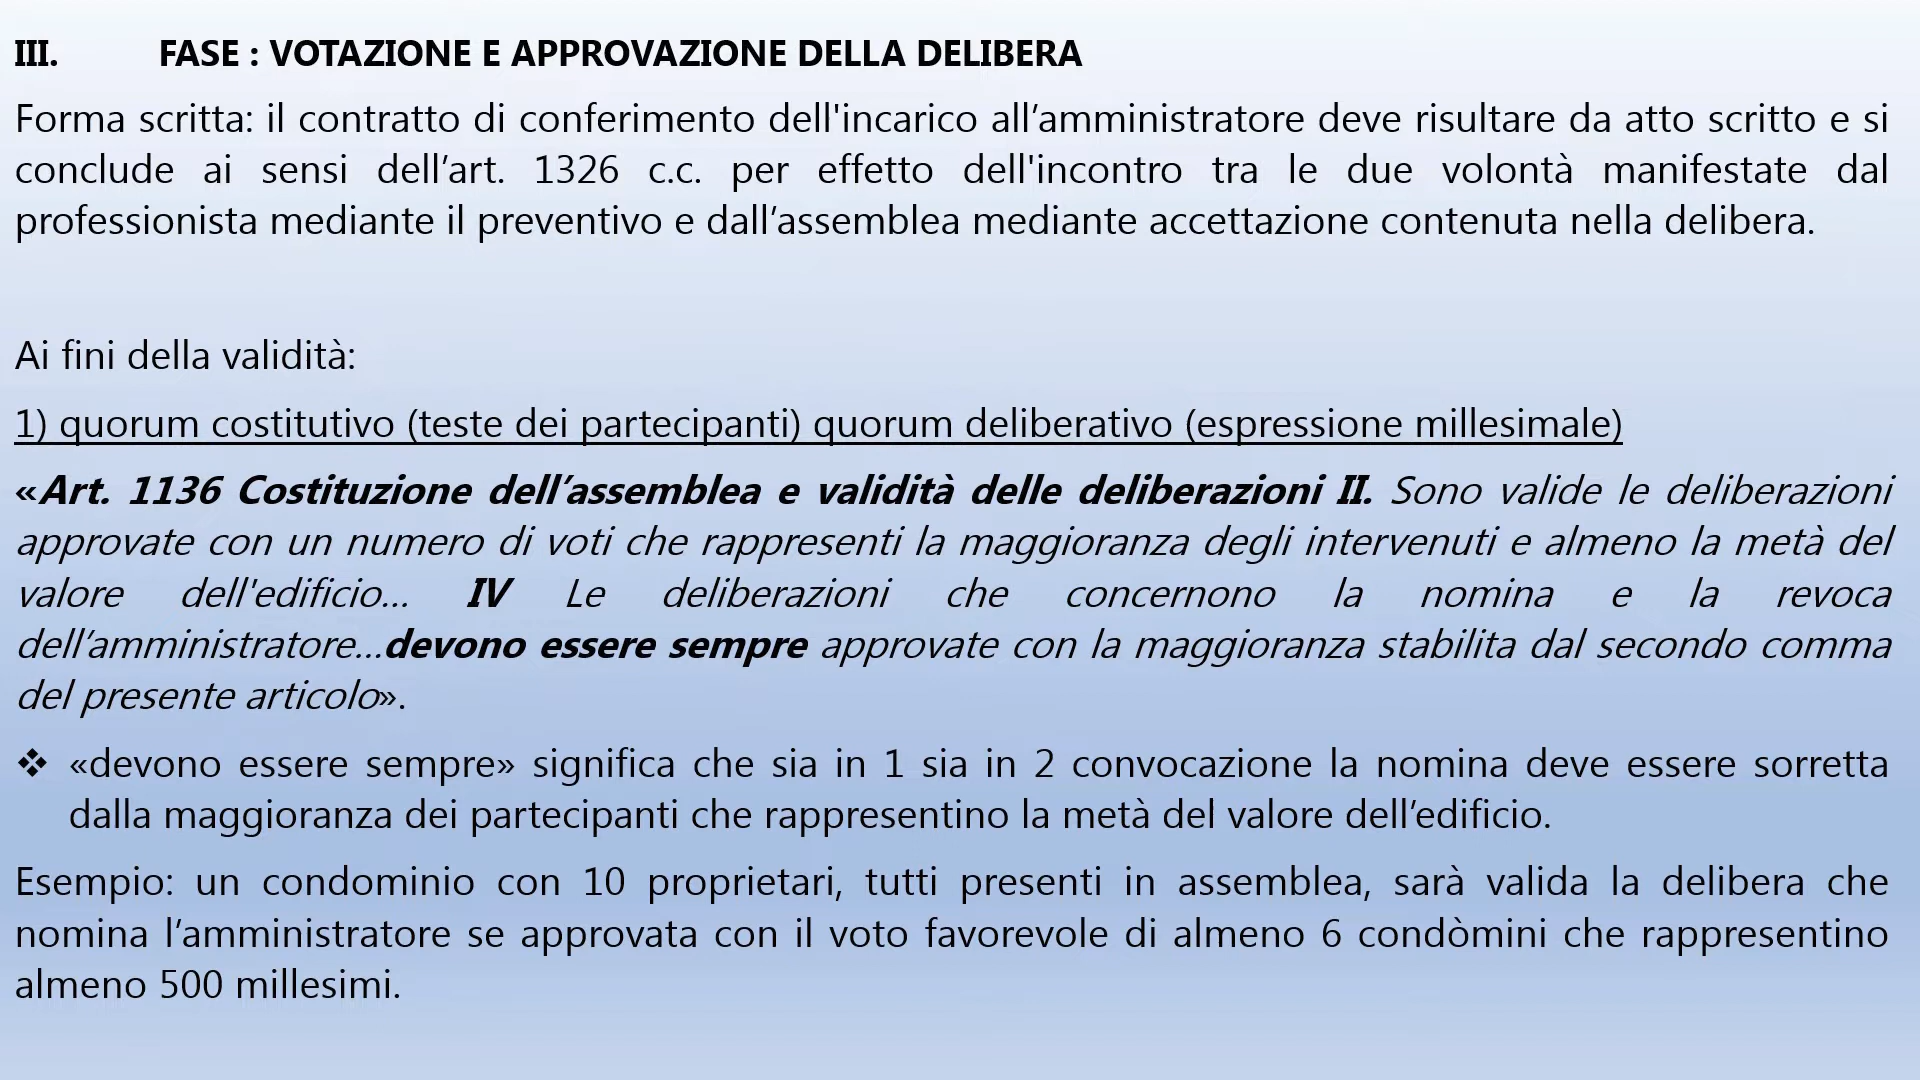 III. FASE : VOTAZIONE E APPROVAZIONE DELLA DELIBERA
Forma scritta: il contratto di conferimento dell'incarico all’amministratore deve risultare da atto scritto e si
conclude ai sensi dell’art. 1326 c.c. per effetto dell'incontro tra le due volontà manifestate dal
professionista mediante il preventivo e dall’assemblea mediante accettazione contenuta nella delibera.
Ai fini della validità:
1) quorum costitutivo (teste dei partecipanti) quorum deliberativo (espressione millesimale)
«Art. 1136 Costituzione dell’assemblea e validità delle deliberazioni II. Sono valide le deliberazioni
approvate con un numero di voti che rappresenti la maggioranza degli intervenuti e almeno la metà del
valore dell'edificio... IV Le deliberazioni che concernono la nomina e la revoca
dell’amministratore...devono essere sempre approvate con la maggioranza stabilita dal secondo comma
del presente articolo».
❖ «devono essere sempre» significa che sia in 1 sia in 2 convocazione la nomina deve essere sorretta
dalla maggioranza dei partecipanti che rappresentino la metà del valore dell’edificio.
Esempio: un condominio con 10 proprietari, tutti presenti in assemblea, sarà valida la delibera che
nomina l’amministratore se approvata con il voto favorevole di almeno 6 condòmini che rappresentino
almeno 500 millesimi.